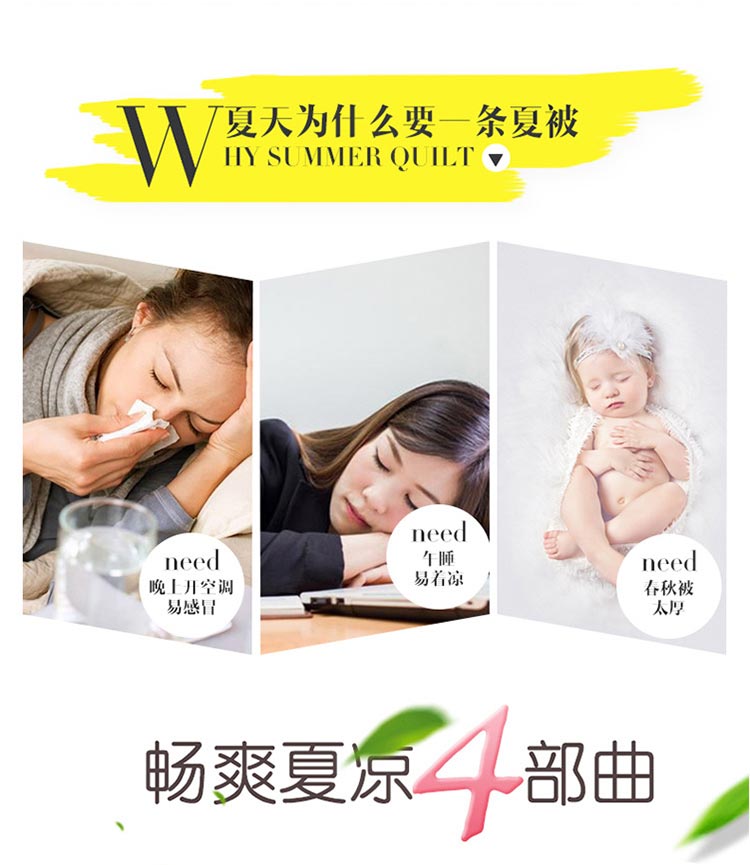 夏天为什么要一条夏被
WHY SUMMER QUILT
need
晚上开空调
易感冒
need
午睡
易着凉
need
春秋被
太厚
畅爽夏凉4部曲